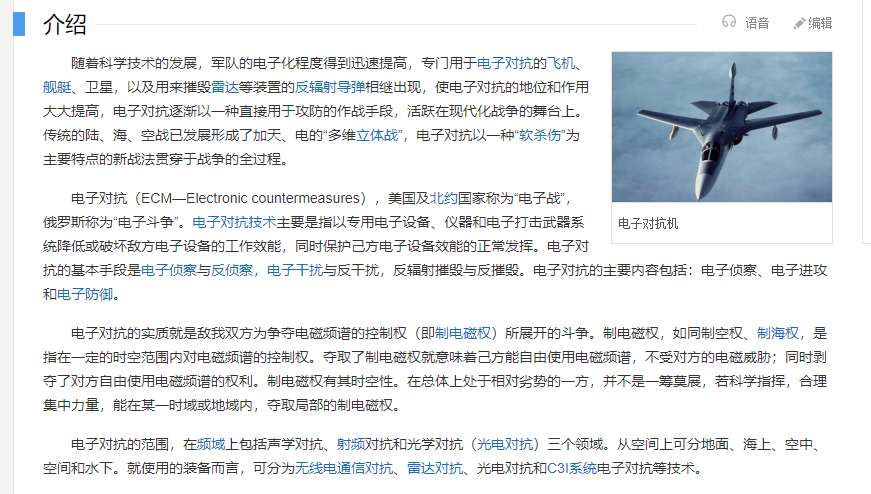 介绍
语音
编辑
随着科学技术的发展，军队的电子化程度得到迅速提高，专门用于电子对抗的飞机、
舰艇、卫星，以及用来摧毁雷达等装置的反辐射导弹相继出现，使电子对抗的地位和作用
大大提高，电子对抗逐渐以一种直接用于攻防的作战手段，活跃在现代化战争的舞台上。
传统的陆、海、空战已发展形成了加天、电的“多维立体战”，电子对抗以一种“软杀伤”为
主要特点的新战法贯穿于战争的全过程。
电子对抗（ECM—Electronic countermeasures），美国及北约国家称为“电子战”，
俄罗斯称为“电子斗争”。电子对抗技术主要是指以专用电子设备、仪器和电子打击武器系
统降低或破坏敌方电子设备的工作效能，同时保护己方电子设备效能的正常发挥。电子对
抗的基本手段是电子侦察与反侦察，电子干扰与反干扰，反辐射摧毁与反摧毁。电子对抗的主要内容包括：电子侦察、电子进攻
和电子防御。
电子对抗机
电子对抗的实质就是敌我双方为争夺电磁频谱的控制权（即制电磁权）所展开的斗争。制电磁权，如同制空权、制海权，是
指在一定的时空范围内对电磁频谱的控制权。夺取了制电磁权就意味着己方能自由使用电磁频谱，不受对方的电磁威胁；同时剥
夺了对方自由使用电磁频谱的权利。制电磁权有其时空性。在总体上处于相对劣势的一方，并不是一筹莫展，若科学指挥，合理
集中力量，能在某一时域或地域内，夺取局部的制电磁权。
电子对抗的范围，在频域上包括声学对抗、射频对抗和光学对抗（光电对抗）三个领域。从空间上可分地面、海上、空中、
空间和水下。就使用的装备而言，可分为无线电通信对抗、雷达对抗、光电对抗和C3I系统电子对抗等技术。